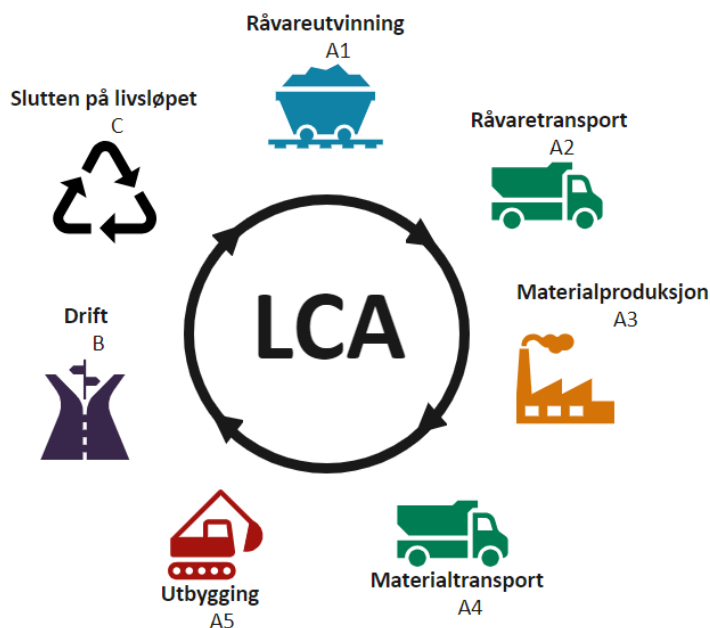 Råvareutvinning
A1
Råvaretransport
A2
Materialproduksjon
A3
Materialtransport
A4
Utbygging
A5
Drift
B
Slutten på livsløpet
C
LCA